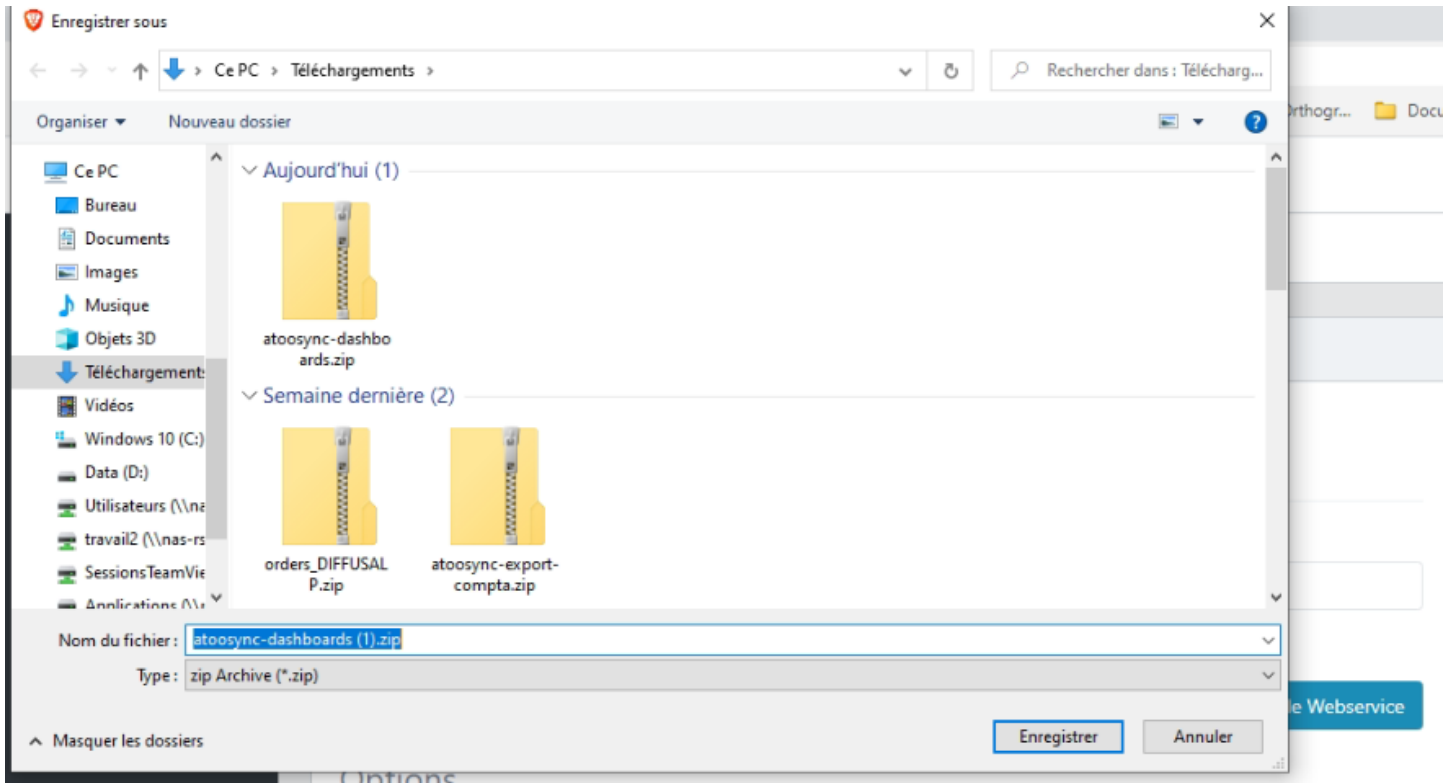 Enregistrer sous
Ce PC > Téléchargements >
Rechercher dans : Télécharg...
Organiser
Nouveau dossier
Ce PC
Bureau
Documents
Images
Musique
Objets 3D
Téléchargements
Vidéos
Windows 10 (C:)
Data (D:)
Utilisateurs (\\na
travail2 (\\nas-rs
SessionsTeamVie
Applications (\\
Aujourd'hui (1)
atoosync-dashbo
ards.zip
Semaine dernière (2)
orders_DIFFUSAL
P.zip
atoosync-export-
compta.zip
Nom du fichier : atoosync-dashboards (1).zip
Type : zip Archive (*.zip)
Masquer les dossiers
Enregistrer
Annuler
rthogr...
Docu
le Webservice
Options